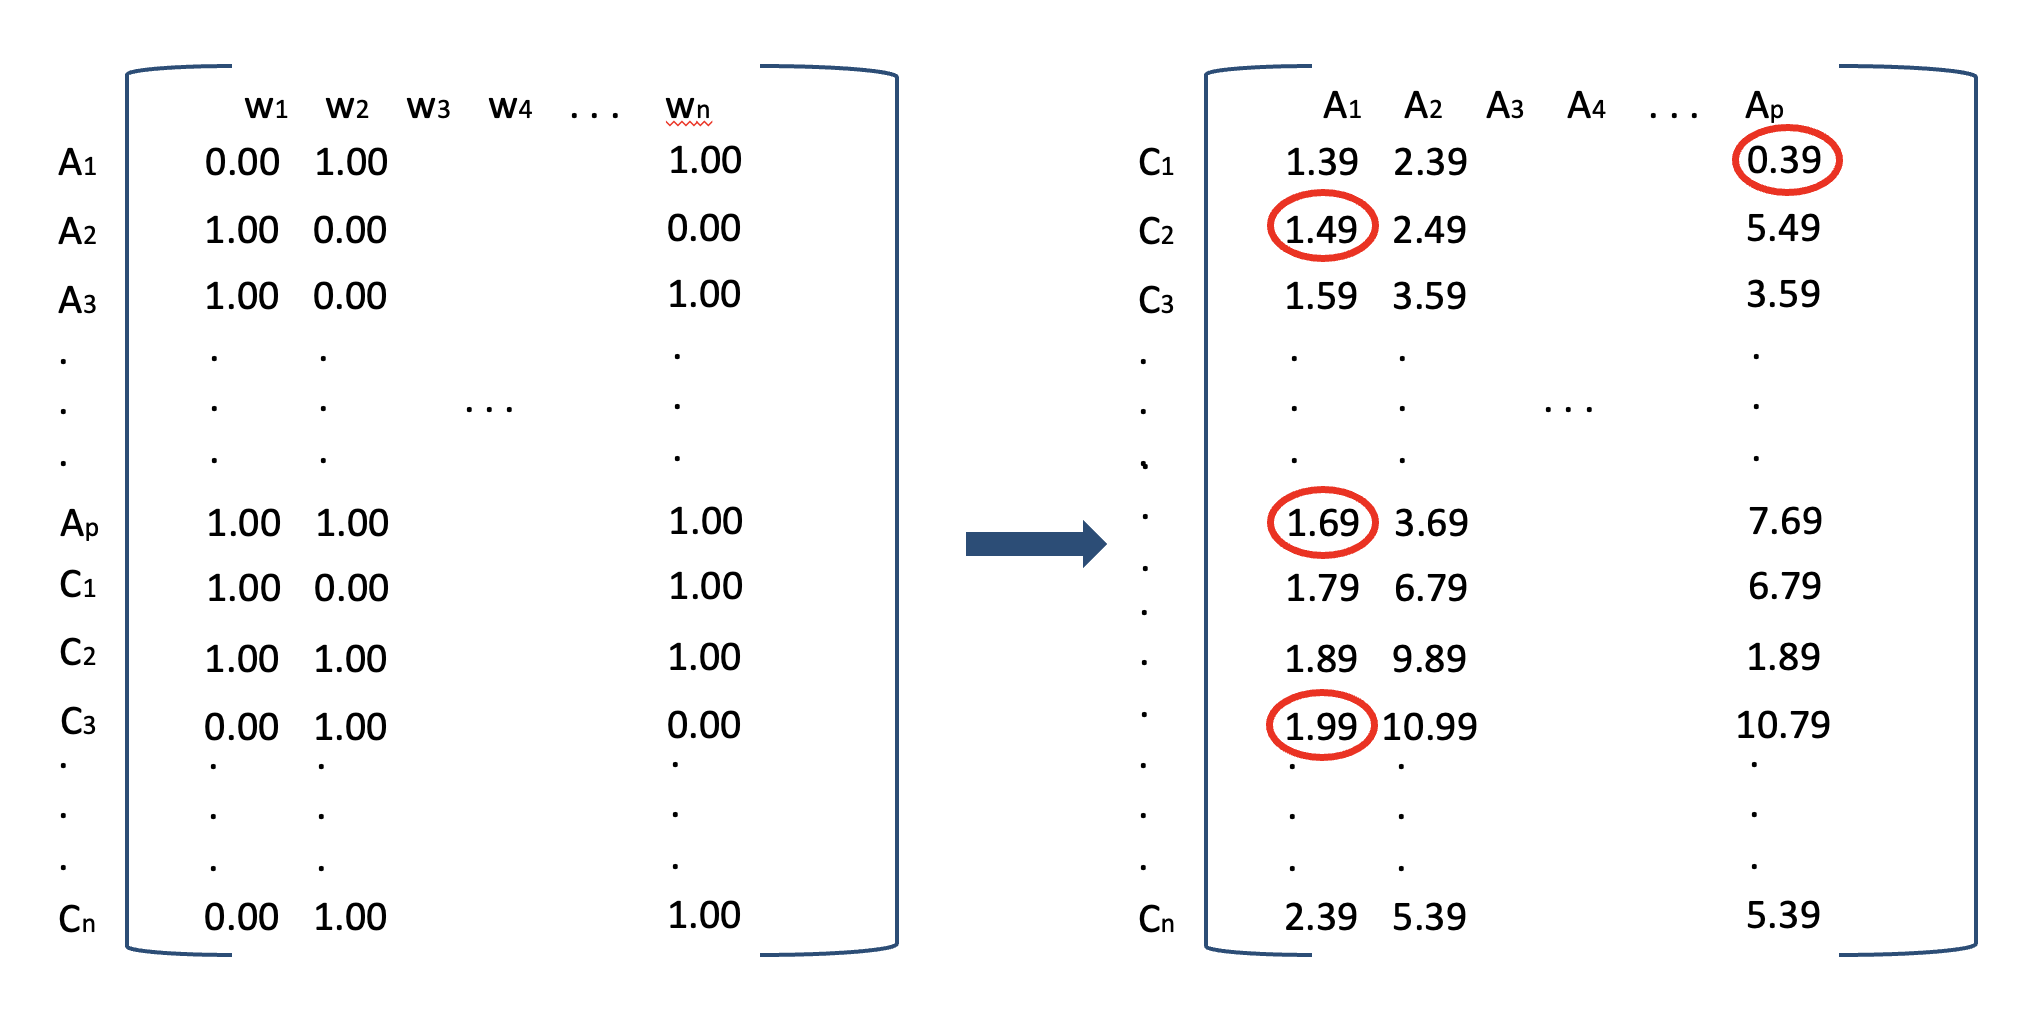 w1 w2 w3 w4 ... wn
A1 0.00 1.00 1.00
A2 1.00 0.00 0.00
A3 1.00 0.00 1.00
. . . .
. . . ... .
. . . .
Ap 1.00 1.00 1.00
C1 1.00 0.00 1.00
C2 1.00 1.00 1.00
C3 0.00 1.00 0.00
. . . .
. . . .
. . . .
Cn 0.00 1.00 1.00
A1 A2 A3 A4 ... Ap
C1 1.39 2.39 0.39
C2 1.49 2.49 5.49
C3 1.59 3.59 3.59
. . . .
. . . ... .
. . . .
. 1.69 3.69 7.69
. 1.79 6.79 6.79
. 1.89 9.89 1.89
. 1.99 10.99 10.79
. . . .
. . . .
. . . .
Cn 2.39 5.39 5.39